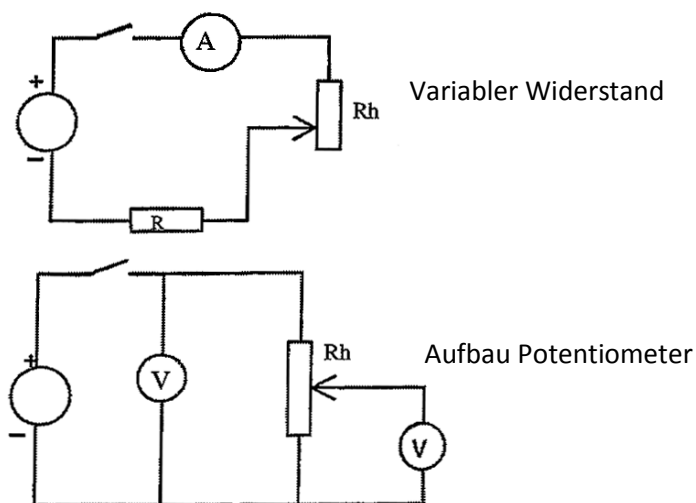 A
+
Variabler Widerstand
Rh
−
R
+
Rh
Aufbau Potentiometer
V
−
V